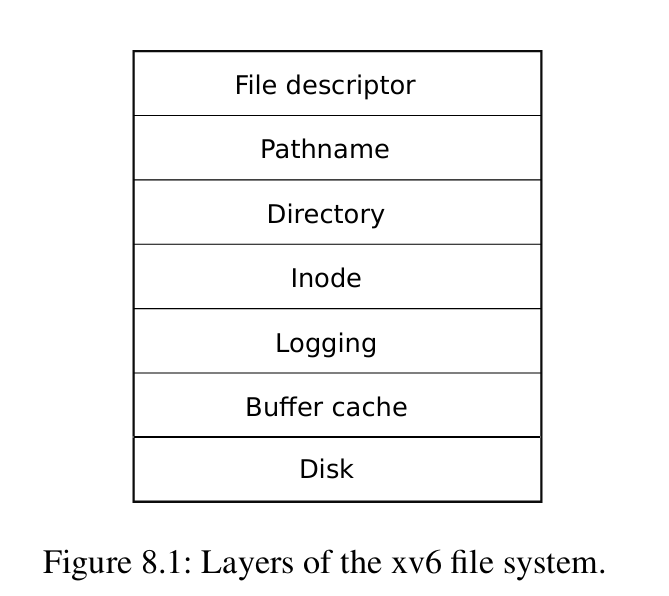 File descriptor
Pathname
Directory
Inode
Logging
Buffer cache
Disk
Figure 8.1: Layers of the xv6 file system.